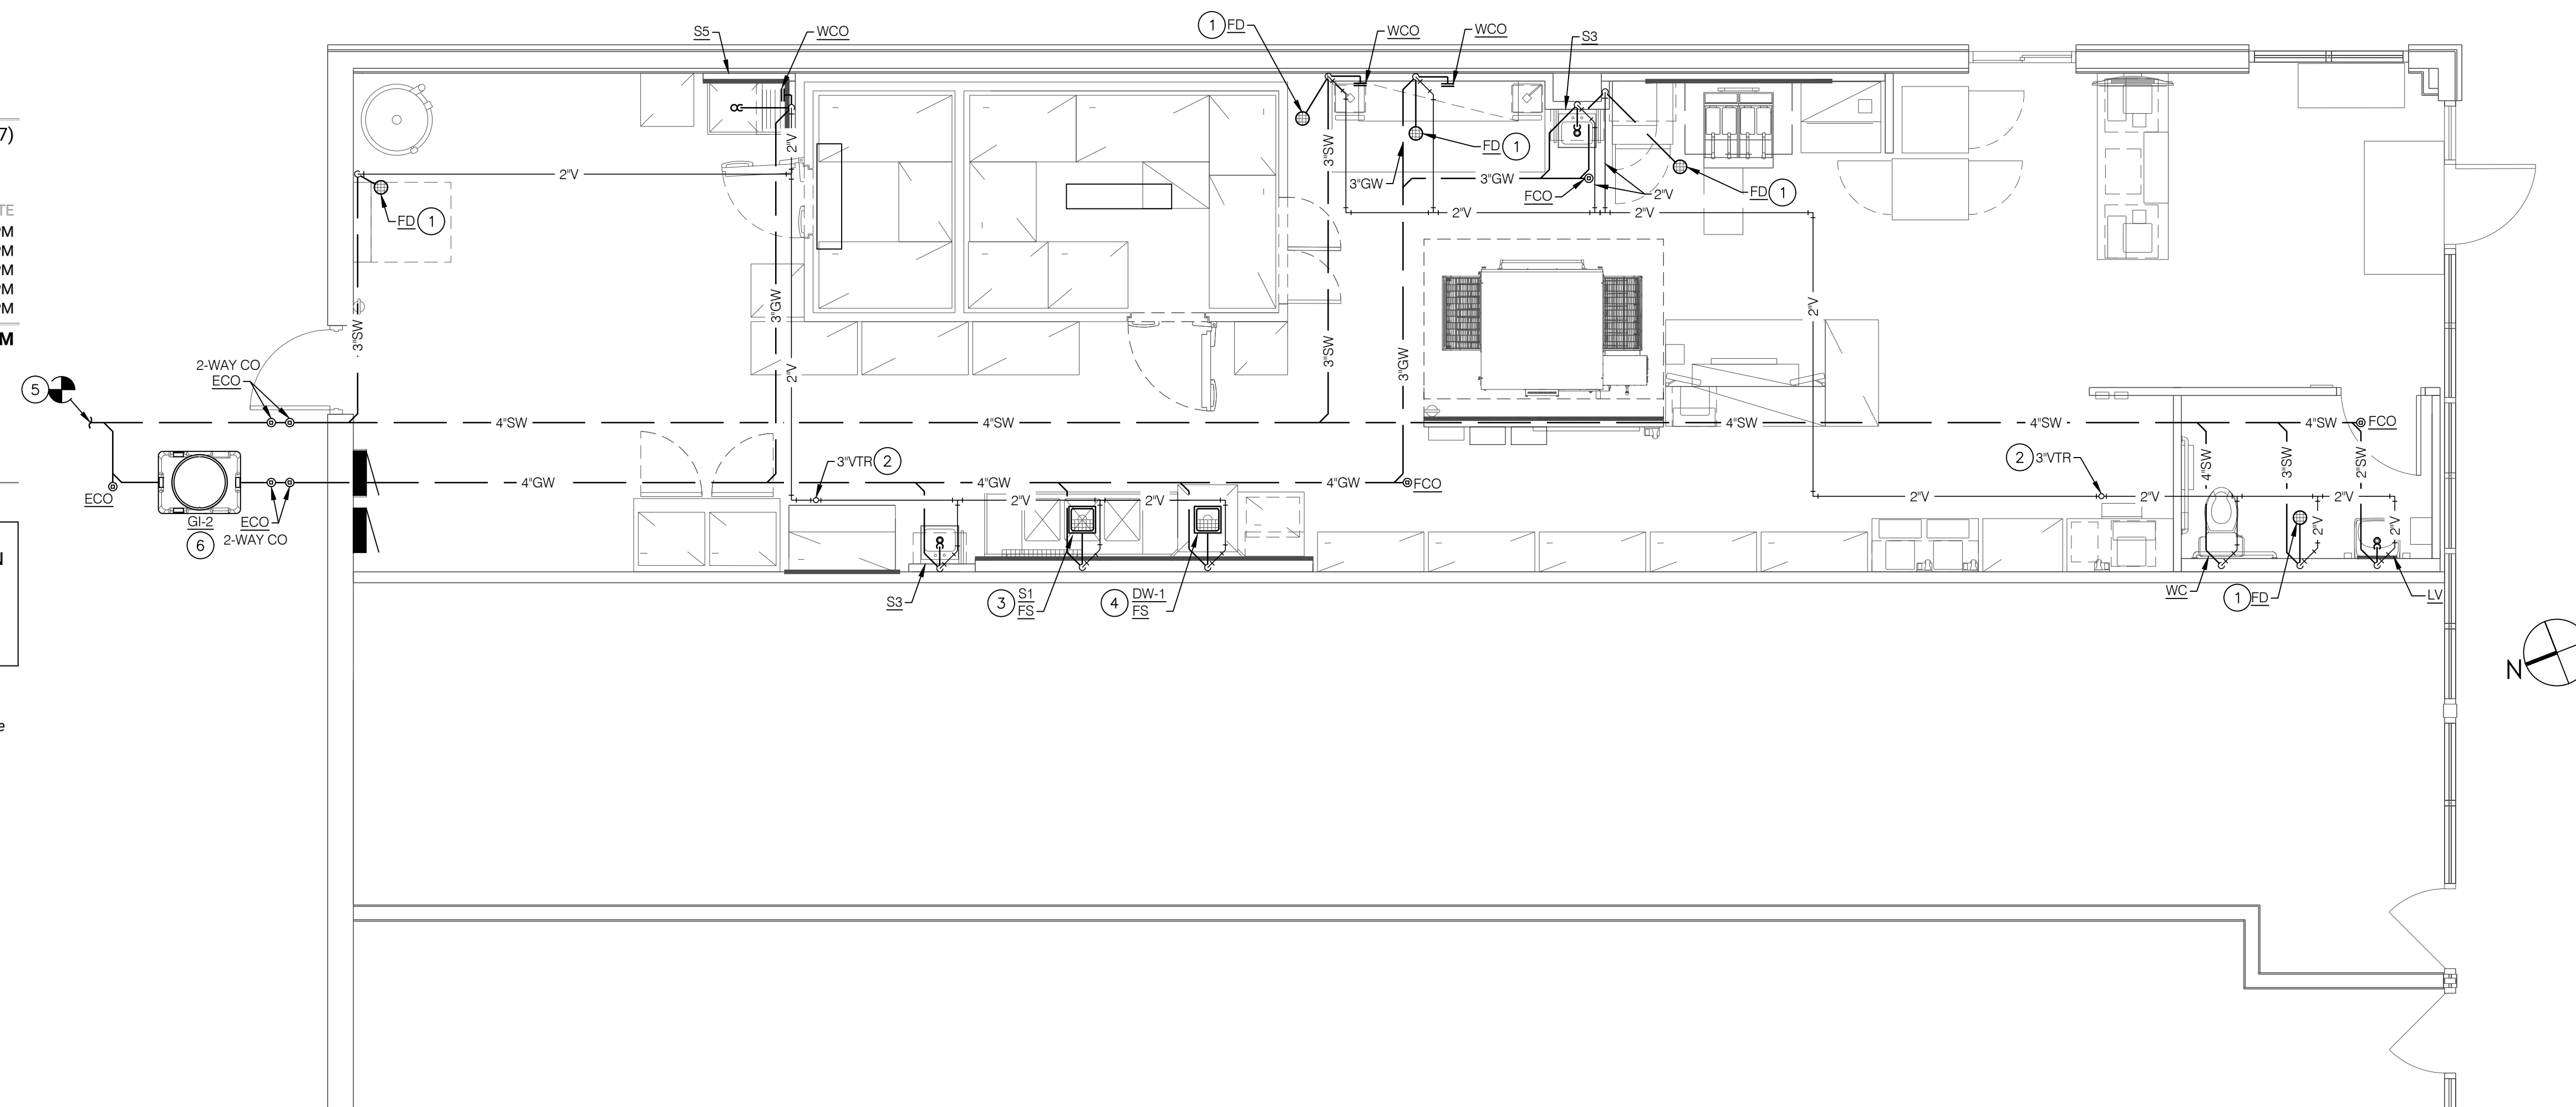 S5
WCO
1 FD
WCO
WCO
S3
7)
TE
PM
PM
PM
PM
PM
M
2"V
2"V
FD 1
3"SW
3"GW
3"GW
FD 1
FCO
2"V
FD 1
2"V
2"V
3"SW
3"GW
2"V
3"SW
3"GW
2"V
2-WAY CO
ECO
5
4"SW
4"SW
4"SW
4"SW
4"SW
FCO
3"VTR 2
2 3"VTR
4"SW
3"SW
2"SW
4"GW
4"GW
4"GW
FCO
ECO
GI-2
6
ECO
2-WAY CO
2"V
2"V
2"V
2"V
2"V
2"V
2"V
N
S3
3 S1
FS
4 DW-1
FS
WC
1 FD
LV
N
e